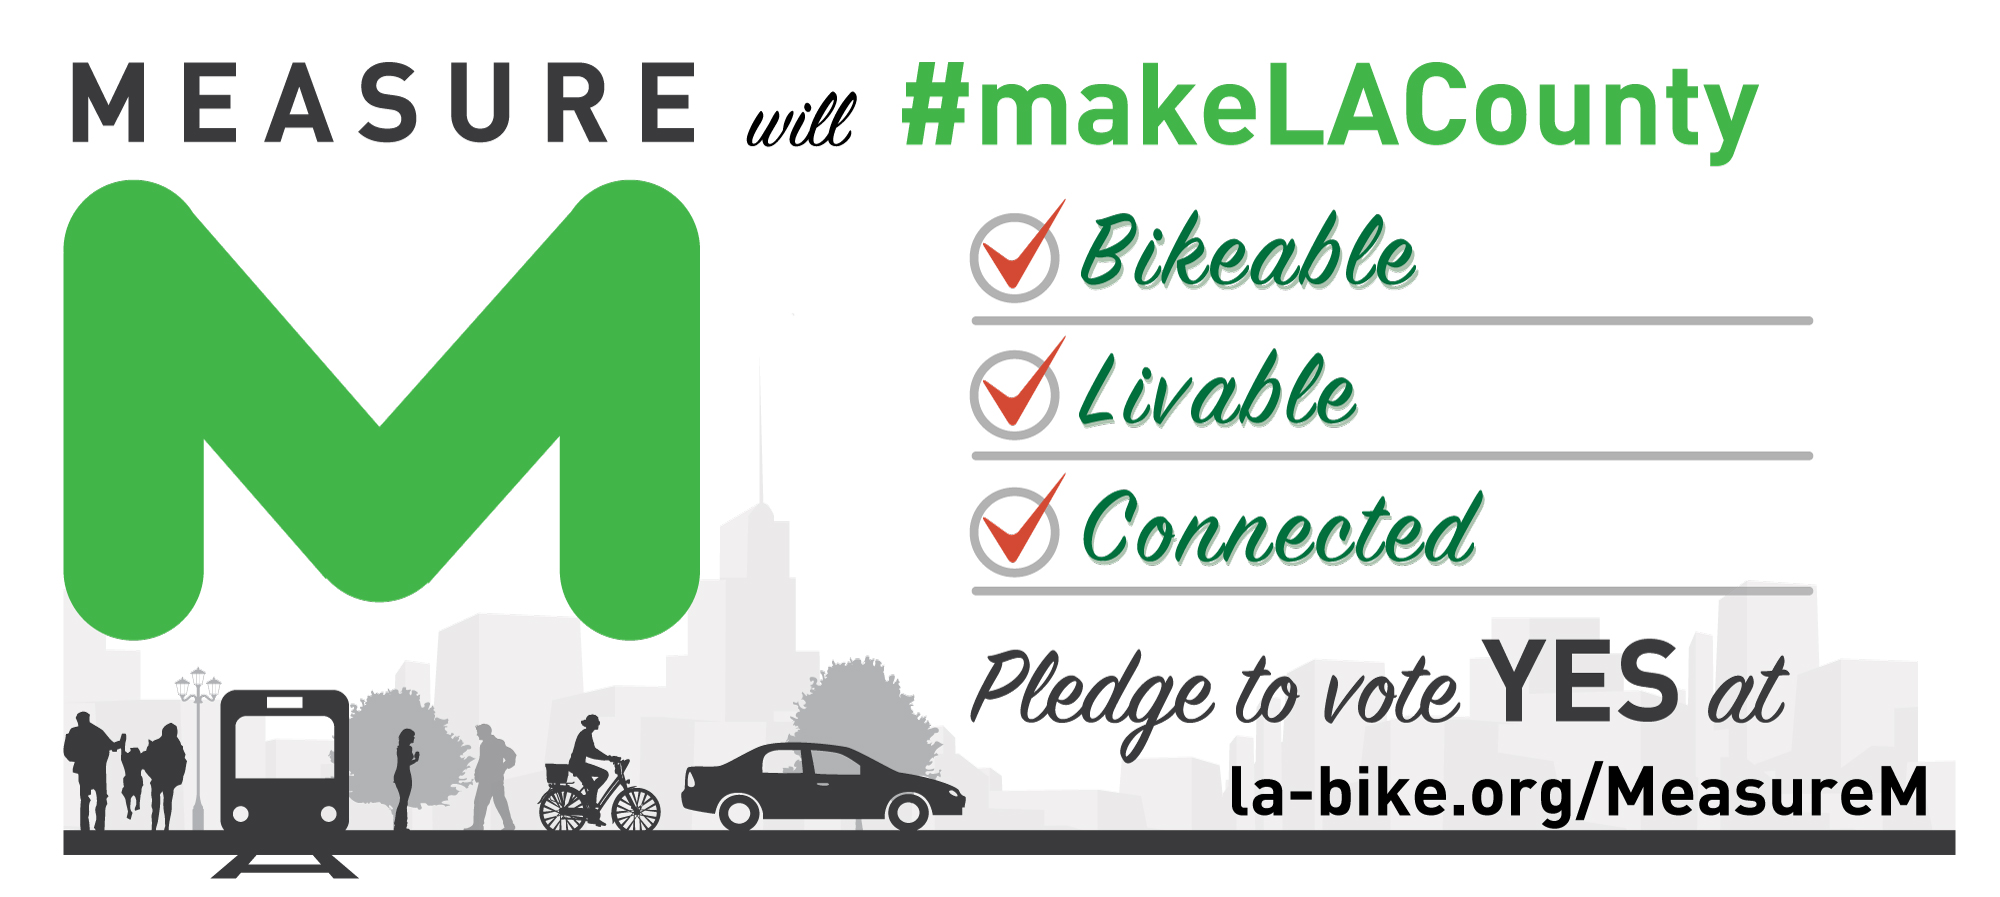 MEASURE will #makeLACounty
M
Bikeable
Livable
Connected
Pledge to vote YES at
la-bike.org/MeasureM